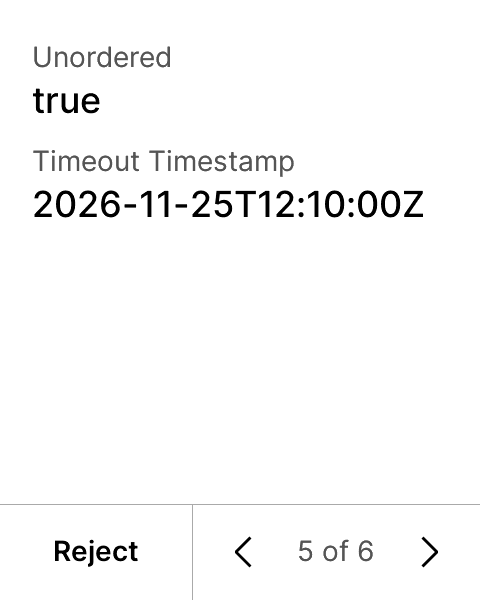 Unordered
true
Timeout Timestamp
2026-11-25T12:10:00Z
Reject
5 of 6